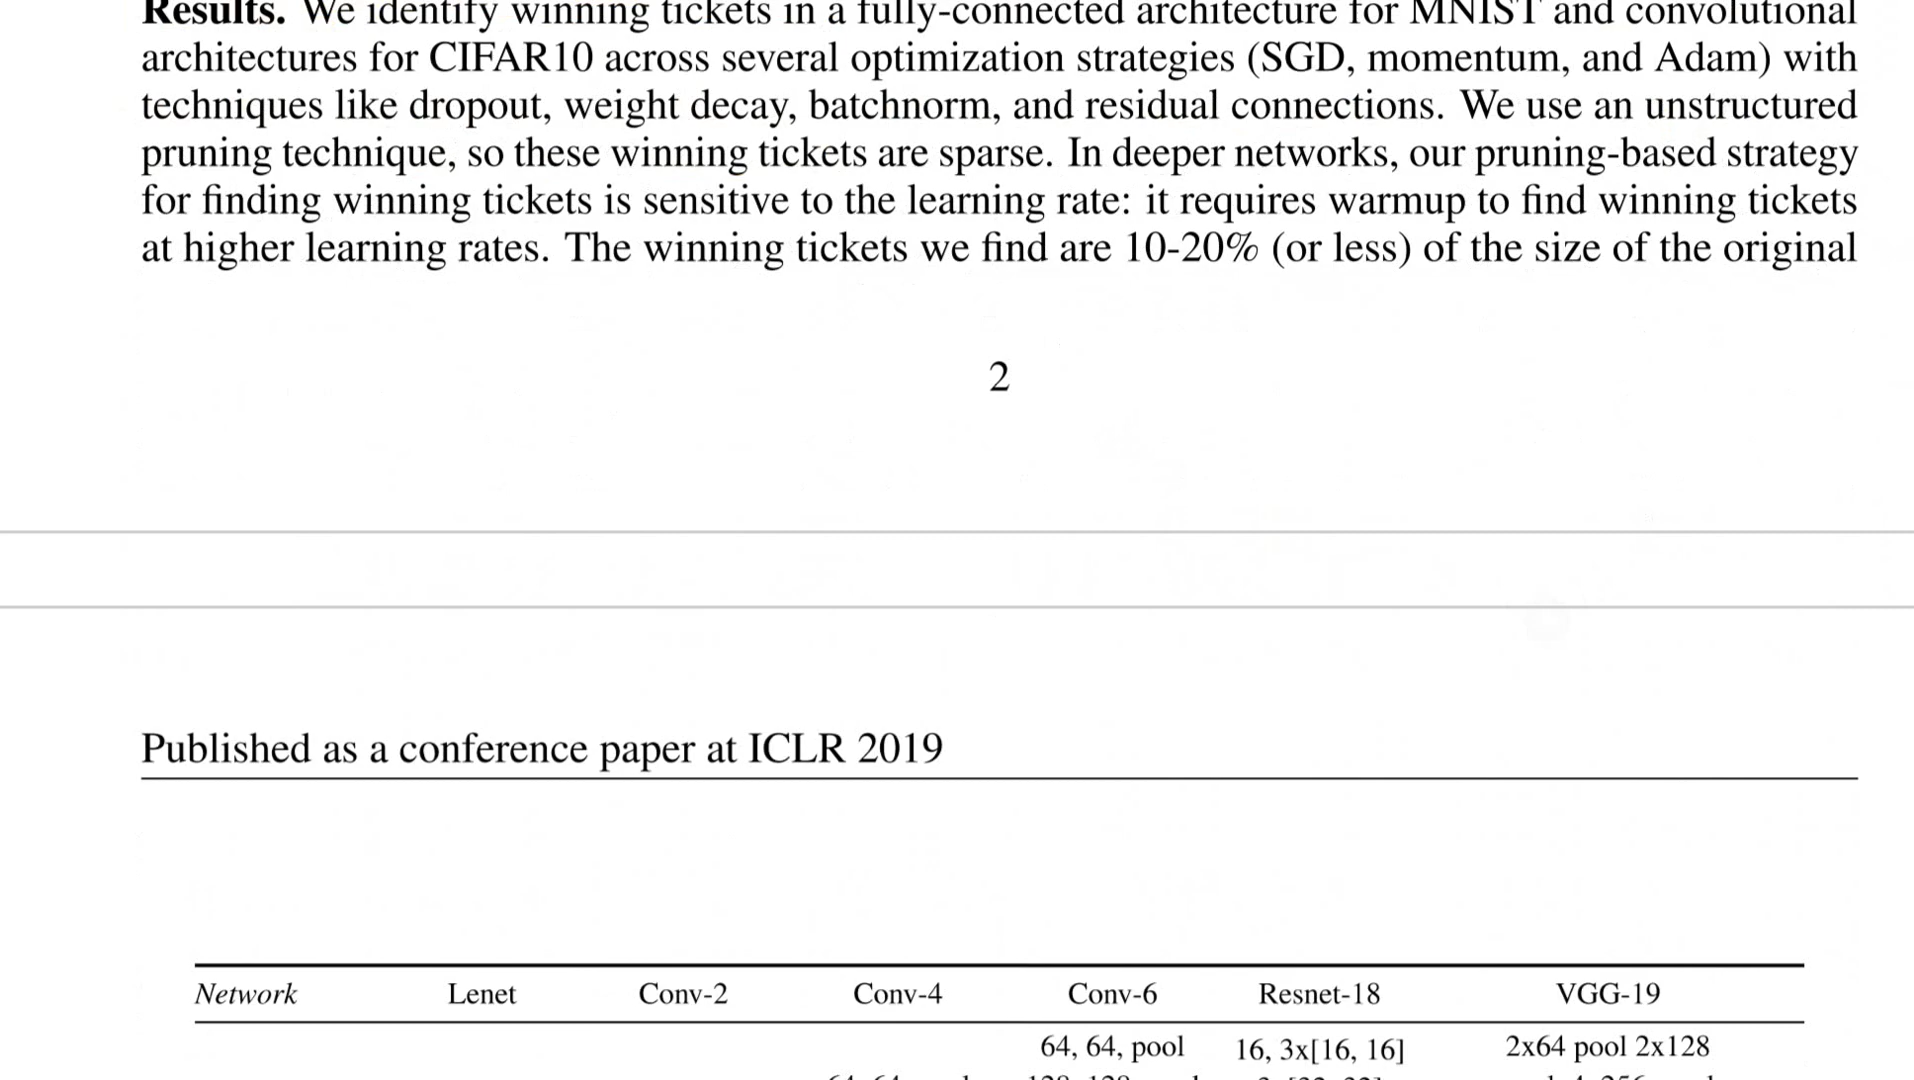 Results. We identify winning tickets in a fully-connected architecture for MNIST and convolutional
architectures for CIFAR10 across several optimization strategies (SGD, momentum, and Adam) with
techniques like dropout, weight decay, batchnorm, and residual connections. We use an unstructured
pruning technique, so these winning tickets are sparse. In deeper networks, our pruning-based strategy
for finding winning tickets is sensitive to the learning rate: it requires warmup to find winning tickets
at higher learning rates. The winning tickets we find are 10-20% (or less) of the size of the original
2
Published as a conference paper at ICLR 2019
Network Lenet Conv-2 Conv-4 Conv-6 Resnet-18 VGG-19
64, 64, pool 16, 3x[16, 16] 2x64 pool 2x128